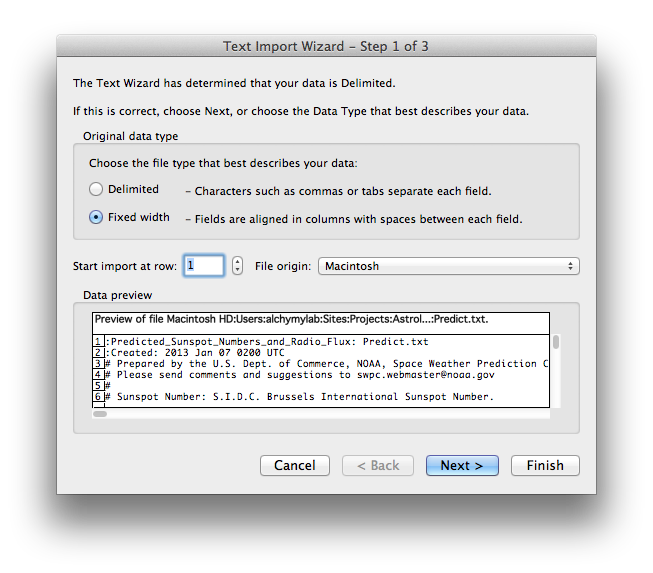 Text Import Wizard – Step 1 of 3
The Text Wizard has determined that your data is Delimited.
If this is correct, choose Next, or choose the Data Type that best describes your data.
Original data type
Choose the file type that best describes your data:
Delimited – Characters such as commas or tabs separate each field.
Fixed width – Fields are aligned in columns with spaces between each field.
Start import at row: 1 File origin: Macintosh
Data preview
Preview of file Macintosh HD:Users:alchymylab:Sites:Projects:Astrol...:Predict.txt.
1 :Predicted_Sunspot_Numbers_and_Radio_Flux: Predict.txt
2 :Created: 2013 Jan 07 0200 UTC
3 # Prepared by the U.S. Dept. of Commerce, NOAA, Space Weather Prediction C
4 # Please send comments and suggestions to swpc.webmaster@noaa.gov
5 #
6 # Sunspot Number: S.I.D.C. Brussels International Sunspot Number.
Cancel < Back Next > Finish